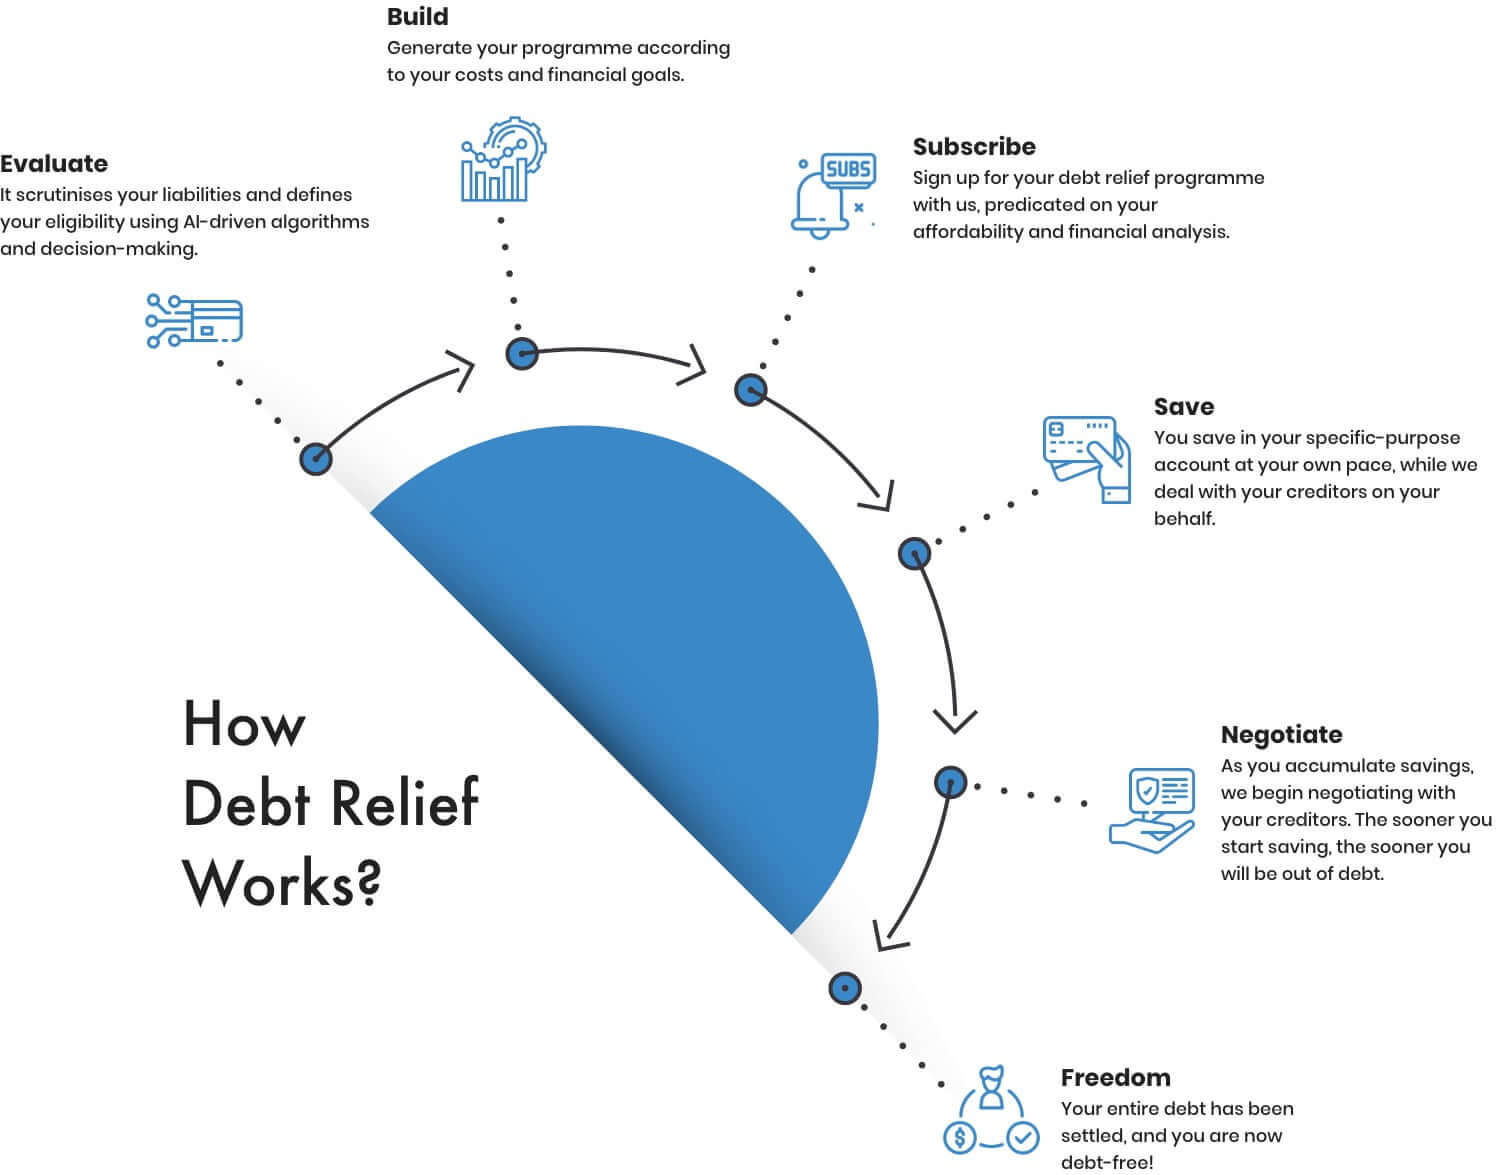 Build
Generate your programme according
to your costs and financial goals.
Evaluate
It scrutinises your liabilities and defines
your eligibility using AI-driven algorithms
and decision-making.
SUBS
Subscribe
Sign up for your debt relief programme
with us, predicated on your
affordability and financial analysis.
Save
You save in your specific-purpose
account at your own pace, while we
deal with your creditors on your
behalf.
How
Debt Relief
Works?
Negotiate
As you accumulate savings,
we begin negotiating with
your creditors. The sooner you
start saving, the sooner you
will be out of debt.
Freedom
Your entire debt has been
settled, and you are now
debt-free!
$